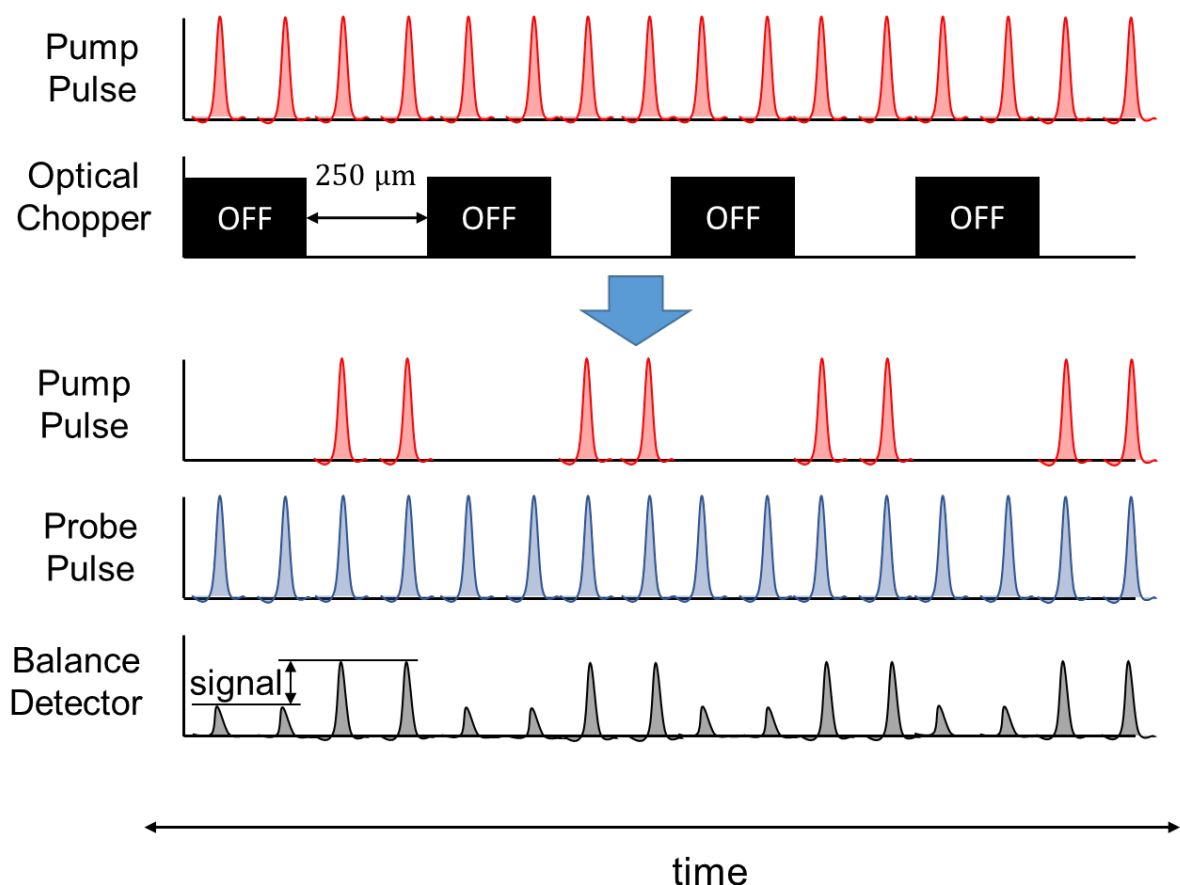 Pump
Pulse
Optical
Chopper
OFF
250 μm
OFF
OFF
OFF
Pump
Pulse
Probe
Pulse
Balance
Detector
signal
time